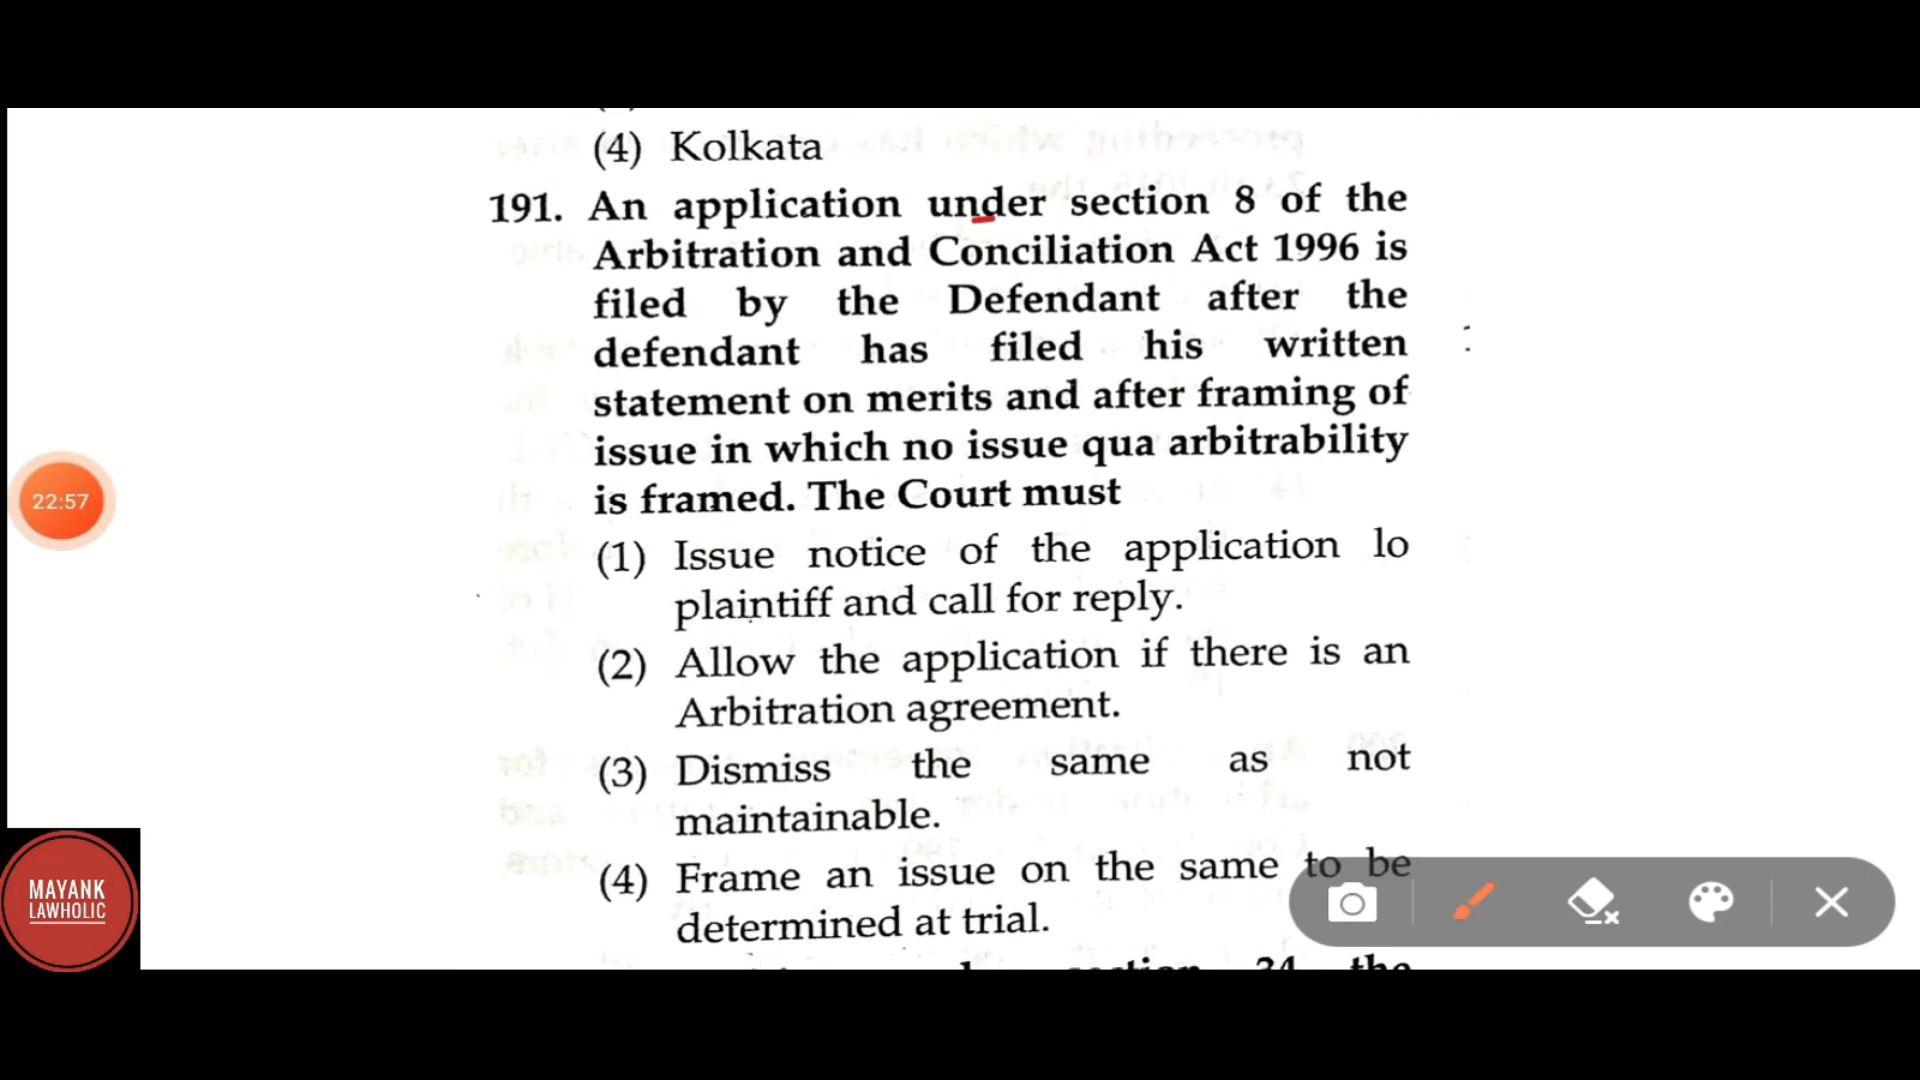 (4) Kolkata
191. An application under section 8 of the
Arbitration and Conciliation Act 1996 is
filed by the Defendant after the
defendant has filed his written
statement on merits and after framing of
issue in which no issue qua arbitrability
is framed. The Court must
(1) Issue notice of the application lo
plaintiff and call for reply.
(2) Allow the application if there is an
Arbitration agreement.
(3) Dismiss the same as not
maintainable.
(4) Frame an issue on the same to be
determined at trial.
22:57
MAYANK
LAWHOLIC